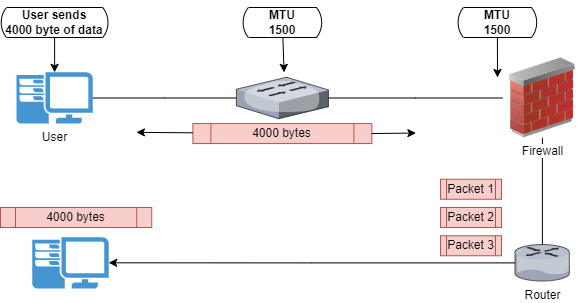 User sends
4000 byte of data
MTU
1500
MTU
1500
User
4000 bytes
Firewall
Packet 1
Packet 2
Packet 3
4000 bytes
Router